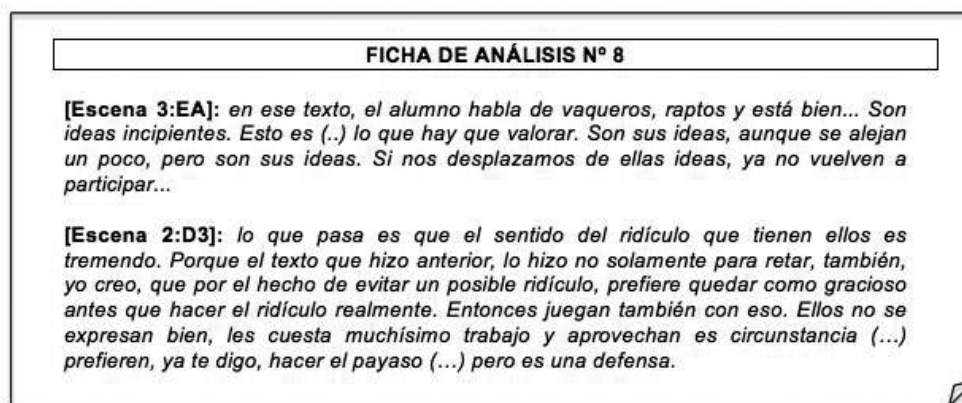 FICHA DE ANÁLISIS Nº 8
[Escena 3:EA]: en ese texto, el alumno habla de vaqueros, raptos y está bien... Son
ideas incipientes. Esto es (..) lo que hay que valorar. Son sus ideas, aunque se alejan
un poco, pero son sus ideas. Si nos desplazamos de ellas ideas, ya no vuelven a
participar...
[Escena 2:D3]: lo que pasa es que el sentido del ridículo que tienen ellos es
tremendo. Porque el texto que hizo anterior, lo hizo no solamente para retar, también,
yo creo, que por el hecho de evitar un posible ridículo, prefiere quedar como gracioso
antes que hacer el ridículo realmente. Entonces juegan también con eso. Ellos no se
expresan bien, les cuesta muchísimo trabajo y aprovechan es circunstancia (...)
prefieren, ya te digo, hacer el payaso (...) pero es una defensa.